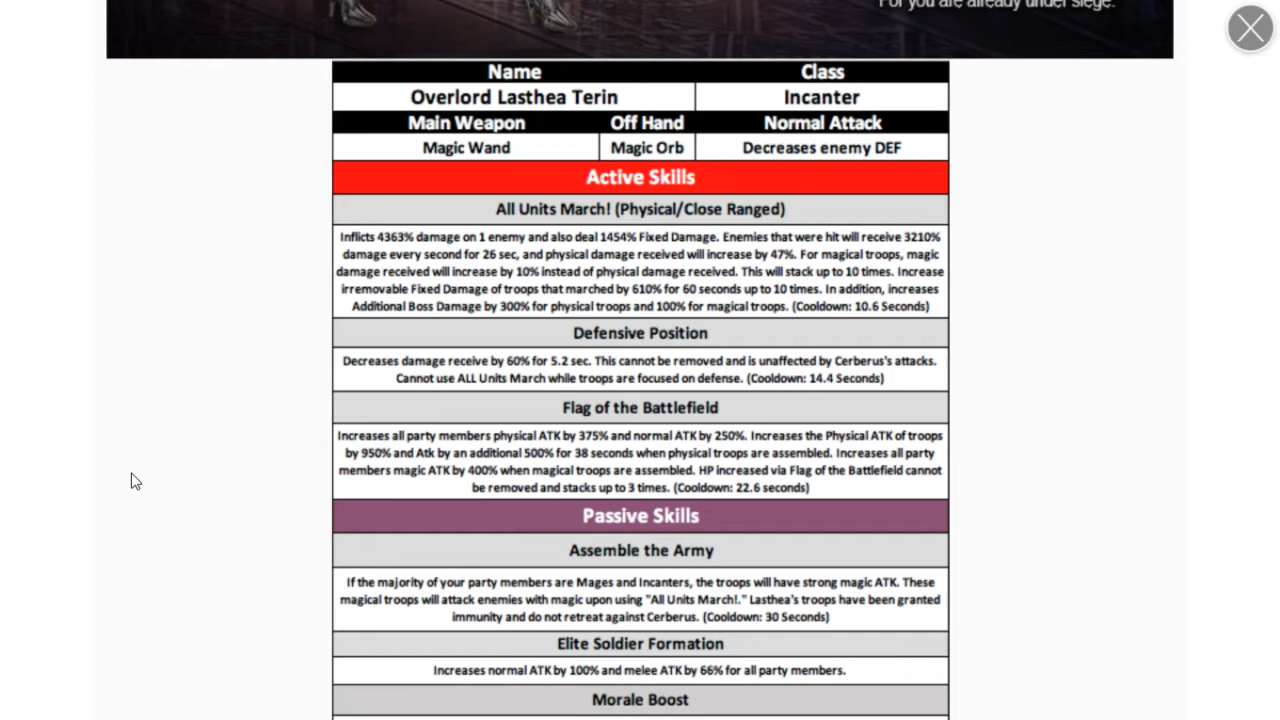 For you are already under siege.
Name Class
Overlord Lasthea Terin Incanter
Main Weapon Off Hand Normal Attack
Magic Wand Magic Orb Decreases enemy DEF
Active Skills
All Units March! (Physical/Close Ranged)
Inflicts 4363% damage on 1 enemy and also deal 1454% Fixed Damage. Enemies that were hit will receive 3210%
damage every second for 26 sec, and physical damage received will increase by 47%. For magical troops, magic
damage received will increase by 10% instead of physical damage received. This will stack up to 10 times. Increase
irremovable Fixed Damage of troops that marched by 610% for 60 seconds up to 10 times. In addition, increases
Additional Boss Damage by 300% for physical troops and 100% for magical troops. (Cooldown: 10.6 Seconds)
Defensive Position
Decreases damage receive by 60% for 5.2 sec. This cannot be removed and is unaffected by Cerberus's attacks.
Cannot use ALL Units March while troops are focused on defense. (Cooldown: 14.4 Seconds)
Flag of the Battlefield
Increases all party members physical ATK by 375% and normal ATK by 250%. Increases the Physical ATK of troops
by 950% and Atk by an additional 500% for 38 seconds when physical troops are assembled. Increases all party
members magic ATK by 400% when magical troops are assembled. HP increased via Flag of the Battlefield cannot
be removed and stacks up to 3 times. (Cooldown: 22.6 seconds)
Passive Skills
Assemble the Army
If the majority of your party members are Mages and Incanters, the troops will have strong magic ATK. These
magical troops will attack enemies with magic upon using "All Units March!." Lasthea's troops have been granted
immunity and do not retreat against Cerberus. (Cooldown: 30 Seconds)
Elite Soldier Formation
Increases normal ATK by 100% and melee ATK by 66% for all party members.
Morale Boost